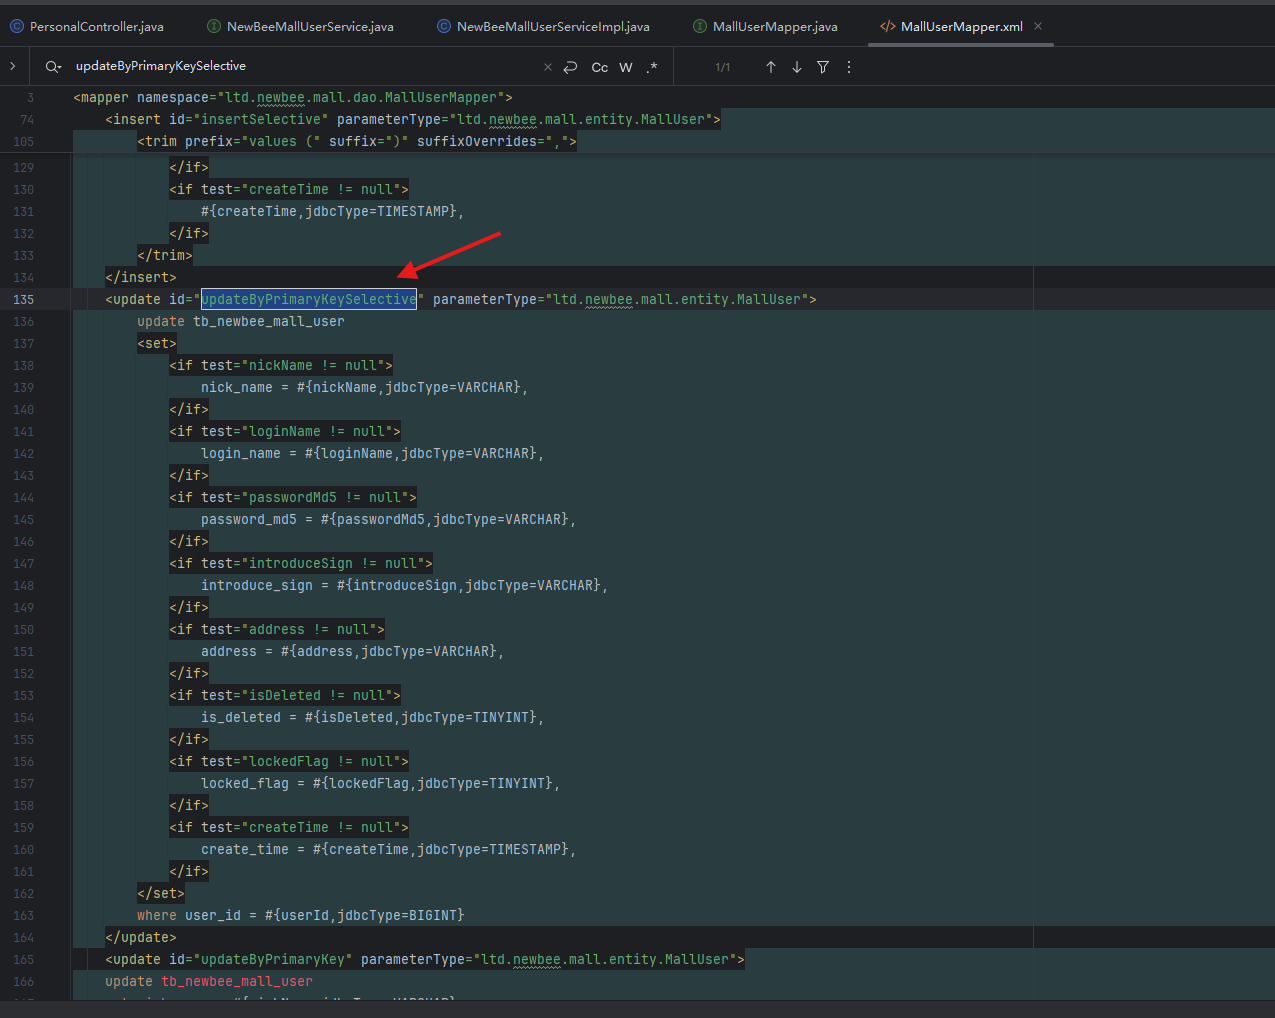 PersonalController.java NewBeeMallUserService.java NewBeeMallUserServiceImpl.java MallUserMapper.java </> MallUserMapper.xml ×
updateByPrimaryKeySelective × Cc W .* 1/1
3 <mapper namespace="ltd.newbee.mall.dao.MallUserMapper">
74 <insert id="insertSelective" parameterType="ltd.newbee.mall.entity.MallUser">
105 <trim prefix="values (" suffix=")" suffixOverrides=",">
129 </if>
130 <if test="createTime != null">
131 #{createTime,jdbcType=TIMESTAMP},
132 </if>
133 </trim>
134 </insert>
135 <update id="updateByPrimaryKeySelective" parameterType="ltd.newbee.mall.entity.MallUser">
136 update tb_newbee_mall_user
137 <set>
138 <if test="nickName != null">
139 nick_name = #{nickName,jdbcType=VARCHAR},
140 </if>
141 <if test="loginName != null">
142 login_name = #{loginName,jdbcType=VARCHAR},
143 </if>
144 <if test="passwordMd5 != null">
145 password_md5 = #{passwordMd5,jdbcType=VARCHAR},
146 </if>
147 <if test="introduceSign != null">
148 introduce_sign = #{introduceSign,jdbcType=VARCHAR},
149 </if>
150 <if test="address != null">
151 address = #{address,jdbcType=VARCHAR},
152 </if>
153 <if test="isDeleted != null">
154 is_deleted = #{isDeleted,jdbcType=TINYINT},
155 </if>
156 <if test="lockedFlag != null">
157 locked_flag = #{lockedFlag,jdbcType=TINYINT},
158 </if>
159 <if test="createTime != null">
160 create_time = #{createTime,jdbcType=TIMESTAMP},
161 </if>
162 </set>
163 where user_id = #{userId,jdbcType=BIGINT}
164 </update>
165 <update id="updateByPrimaryKey" parameterType="ltd.newbee.mall.entity.MallUser">
166 update tb_newbee_mall_user